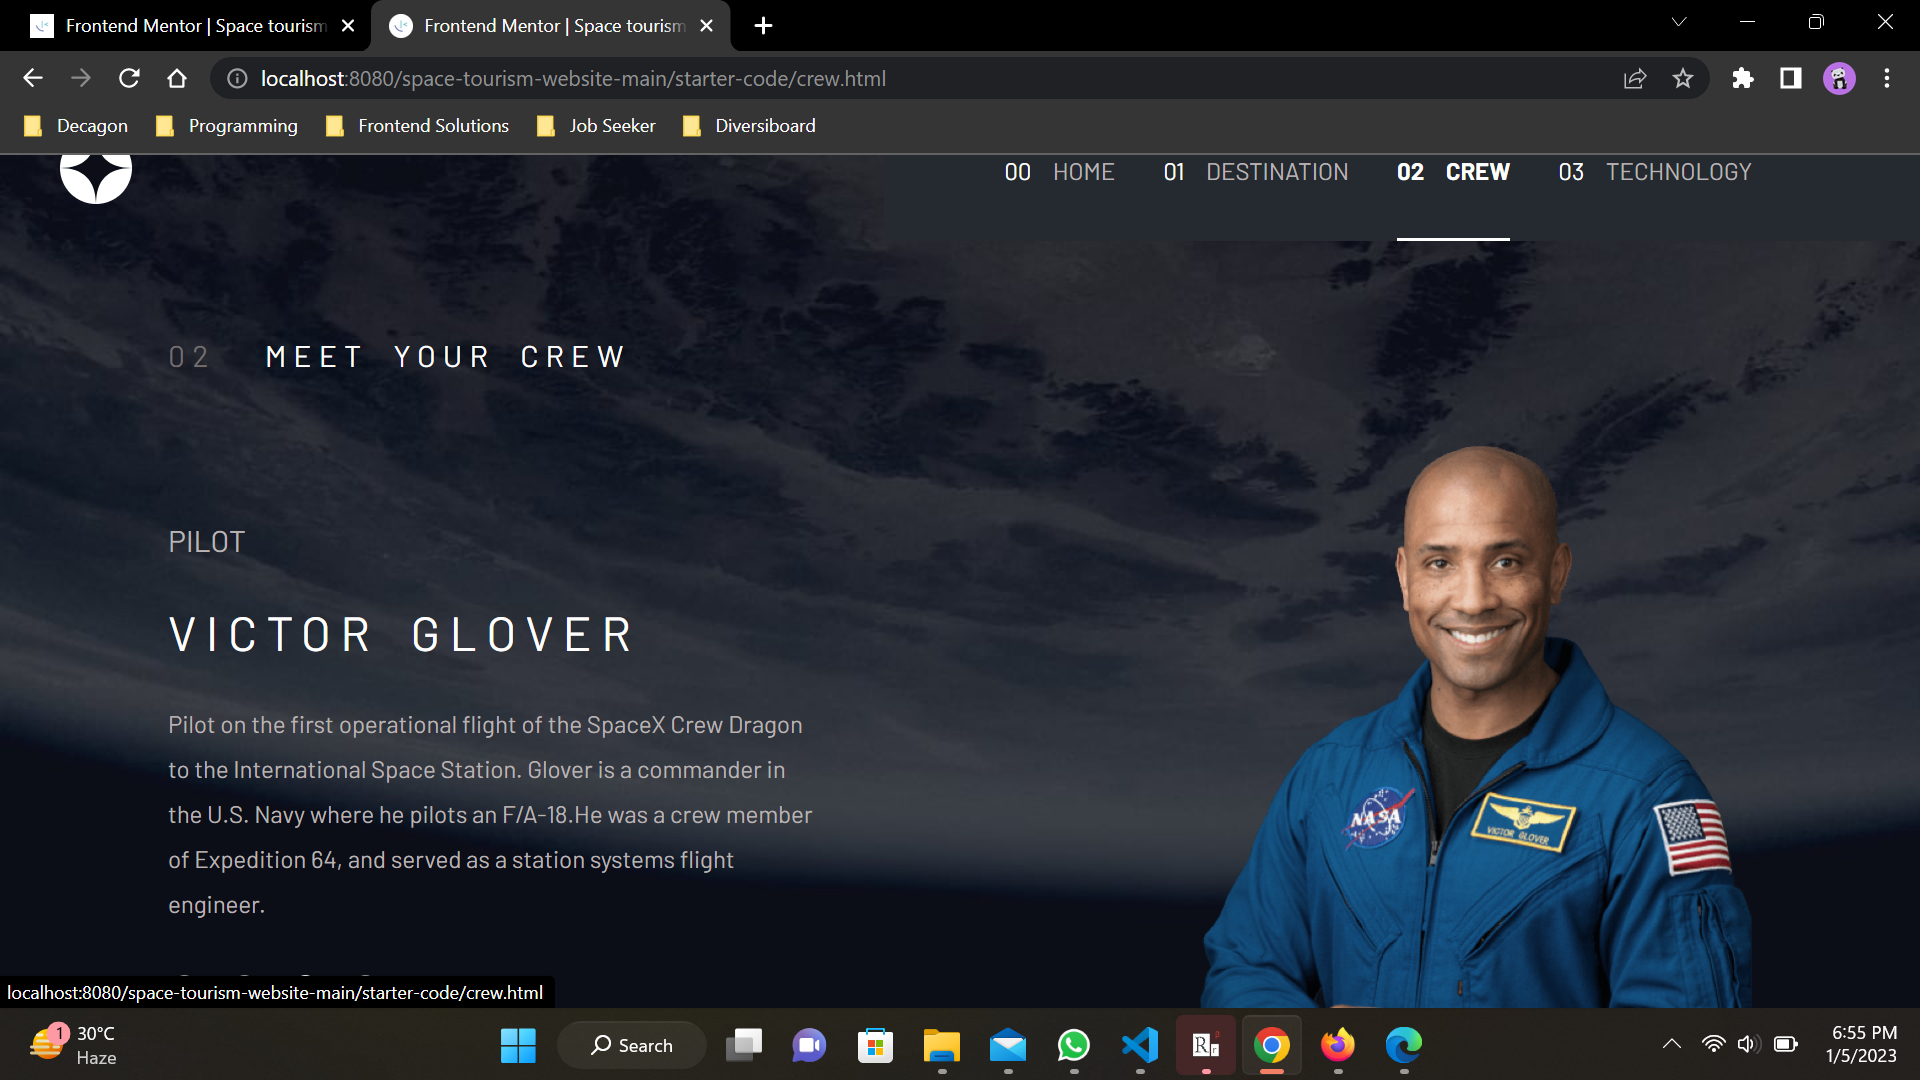 Frontend Mentor | Space tourism
Frontend Mentor | Space tourism
localhost:8080/space-tourism-website-main/starter-code/crew.html
Decagon
Programming
Frontend Solutions
Job Seeker
Diversiboard
00 HOME
01 DESTINATION
02 CREW
03 TECHNOLOGY
02 MEET YOUR CREW
PILOT
VICTOR GLOVER
Pilot on the first operational flight of the SpaceX Crew Dragon
to the International Space Station. Glover is a commander in
the U.S. Navy where he pilots an F/A-18.He was a crew member
of Expedition 64, and served as a station systems flight
engineer.
NASA
VICTOR GLOVER
localhost:8080/space-tourism-website-main/starter-code/crew.html
1
30°C
Haze
Search
6:55 PM
1/5/2023